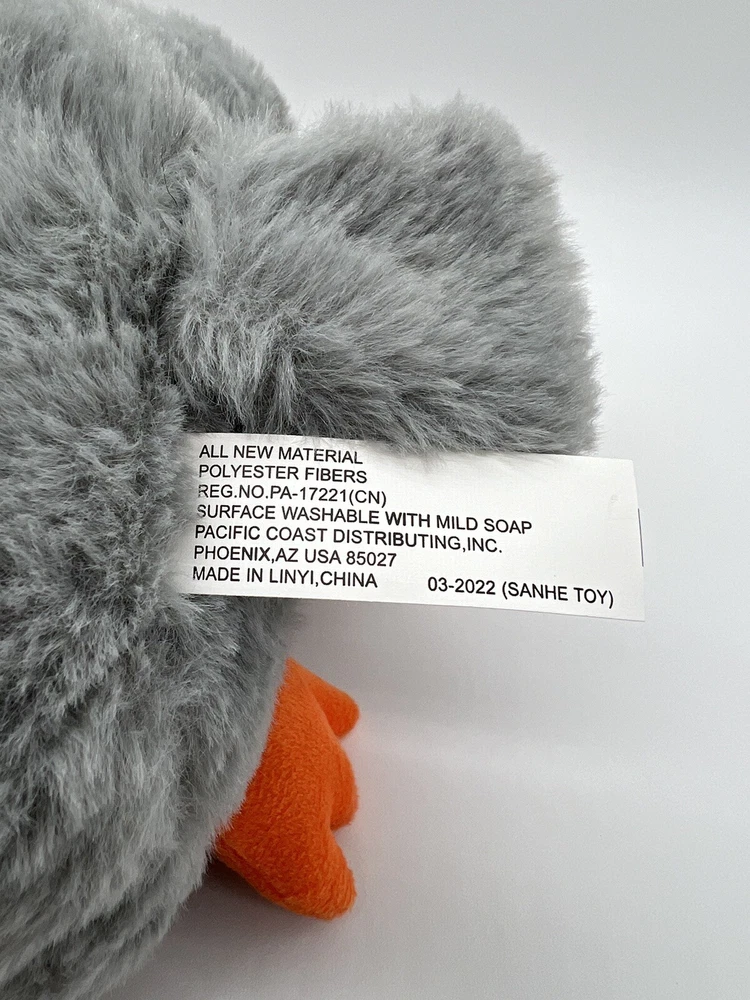 ALL NEW MATERIAL
POLYESTER FIBERS
REG.NO.PA-17221(CN)
SURFACE WASHABLE WITH MILD SOAP
PACIFIC COAST DISTRIBUTING,INC.
PHOENIX,AZ USA 85027
MADE IN LINYI,CHINA 03-2022 (SANHE TOY)